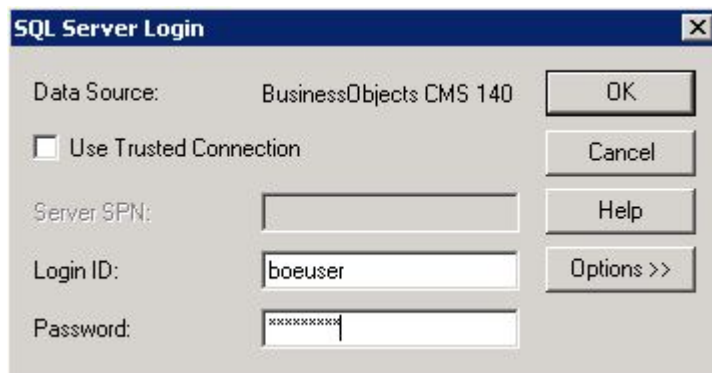 SQL Server Login
Data Source: BusinessObjects CMS 140 OK
Use Trusted Connection Cancel
Server SPN: Help
Login ID: boeuser Options >>
Password: *********